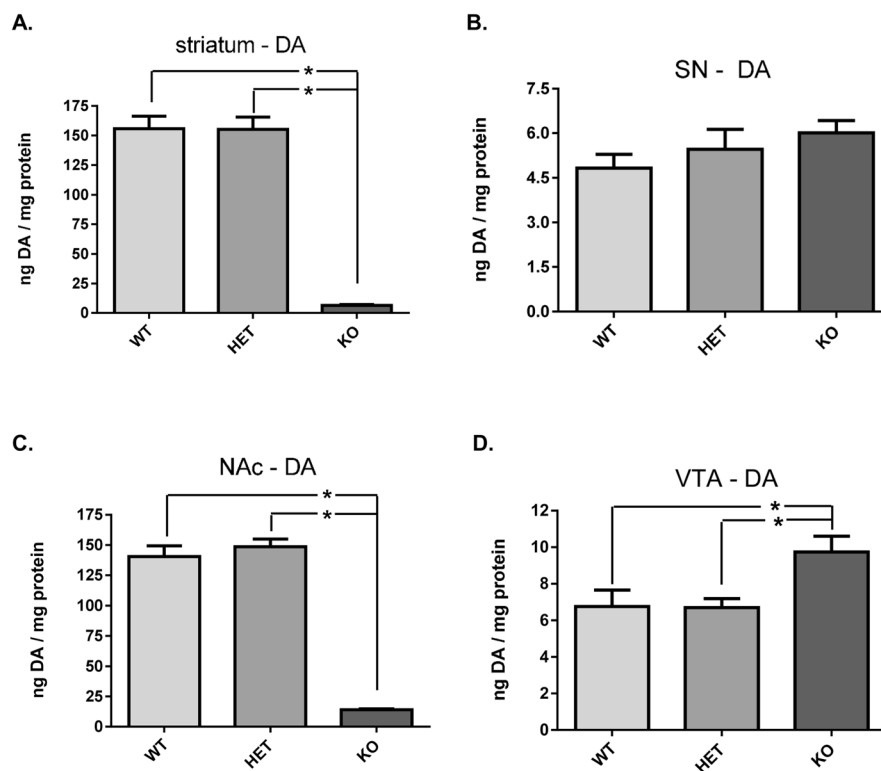 A.
striatum - DA
*
*
ng DA / mg protein
175
150
125
100
75
50
25
0
WT
HET
KO
B.
SN - DA
ng DA / mg protein
7.5
6.0
4.5
3.0
1.5
0.0
WT
HET
KO
C.
NAc - DA
*
*
ng DA / mg protein
175
150
125
100
75
50
25
0
WT
HET
KO
D.
VTA - DA
*
*
ng DA / mg protein
12
10
8
6
4
2
0
WT
HET
KO